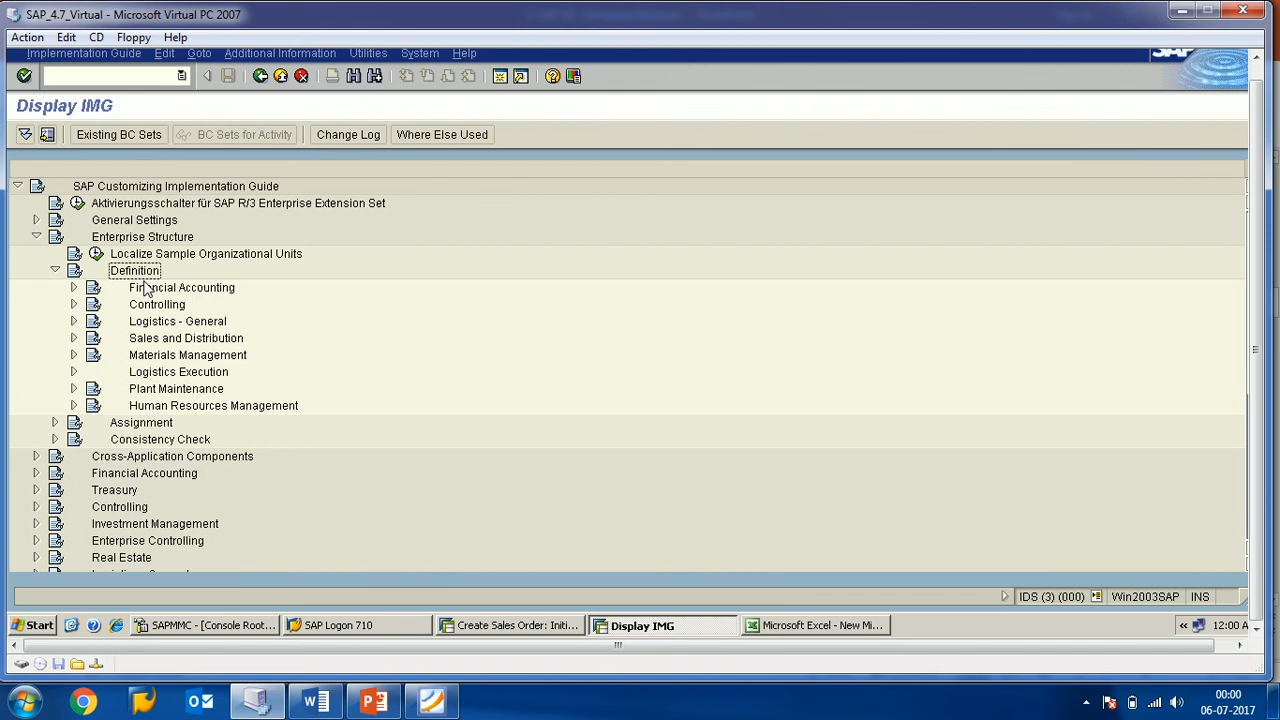 SAP_4.7_Virtual - Microsoft Virtual PC 2007
Action Edit CD Floppy Help
Implementation Guide Edit Goto Additional Information Utilities System Help
SAP
Display IMG
Existing BC Sets BC Sets for Activity Change Log Where Else Used
SAP Customizing Implementation Guide
Aktivierungsschalter für SAP R/3 Enterprise Extension Set
General Settings
Enterprise Structure
Localize Sample Organizational Units
Definition
Financial Accounting
Controlling
Logistics - General
Sales and Distribution
Materials Management
Logistics Execution
Plant Maintenance
Human Resources Management
Assignment
Consistency Check
Cross-Application Components
Financial Accounting
Treasury
Controlling
Investment Management
Enterprise Controlling
Real Estate
IDS (3) (000) Win2003SAP INS
Start SAPMMC - [Console Root... SAP Logon 710 Create Sales Order: Initi... Display IMG Microsoft Excel - New Mi... « 12:00 A
00:00
06-07-2017